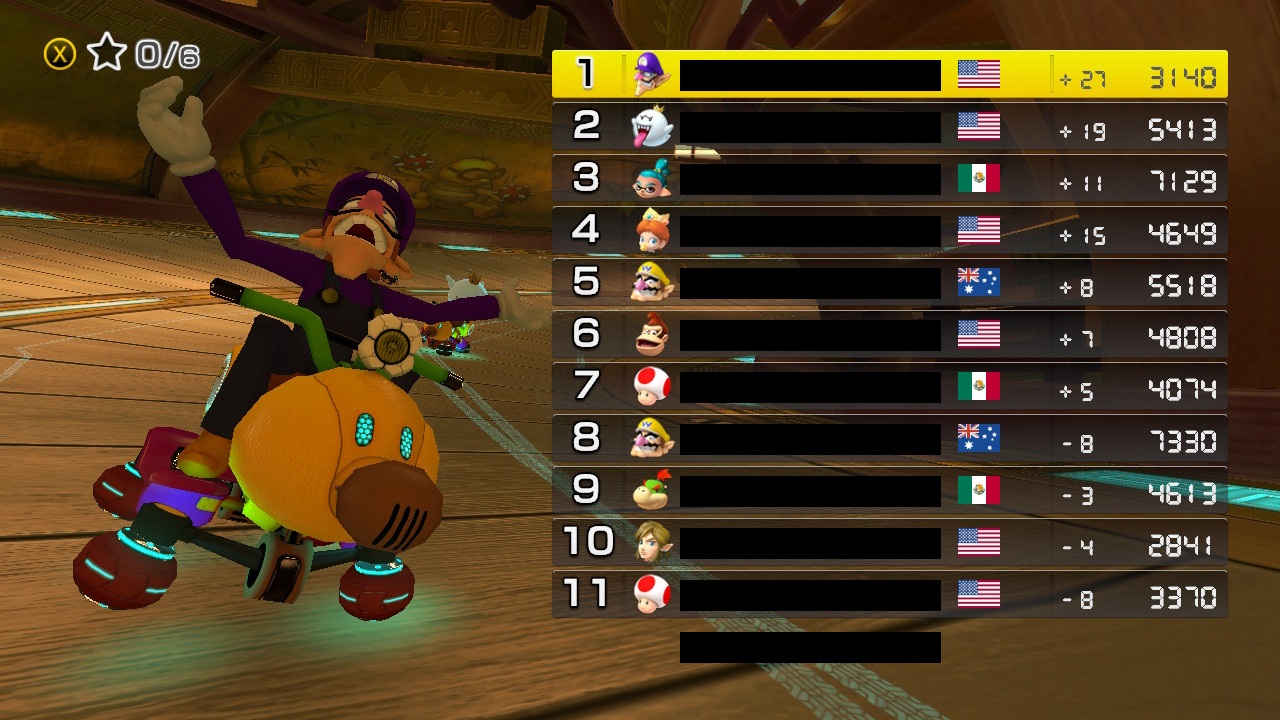 X 0/6
1 + 27 3140
2 + 19 5413
3 + 11 7129
4 + 15 4649
5 + 8 5518
6 + 7 4808
7 + 5 4074
8 - 8 7330
9 - 3 4613
10 - 4 2841
11 - 8 3370